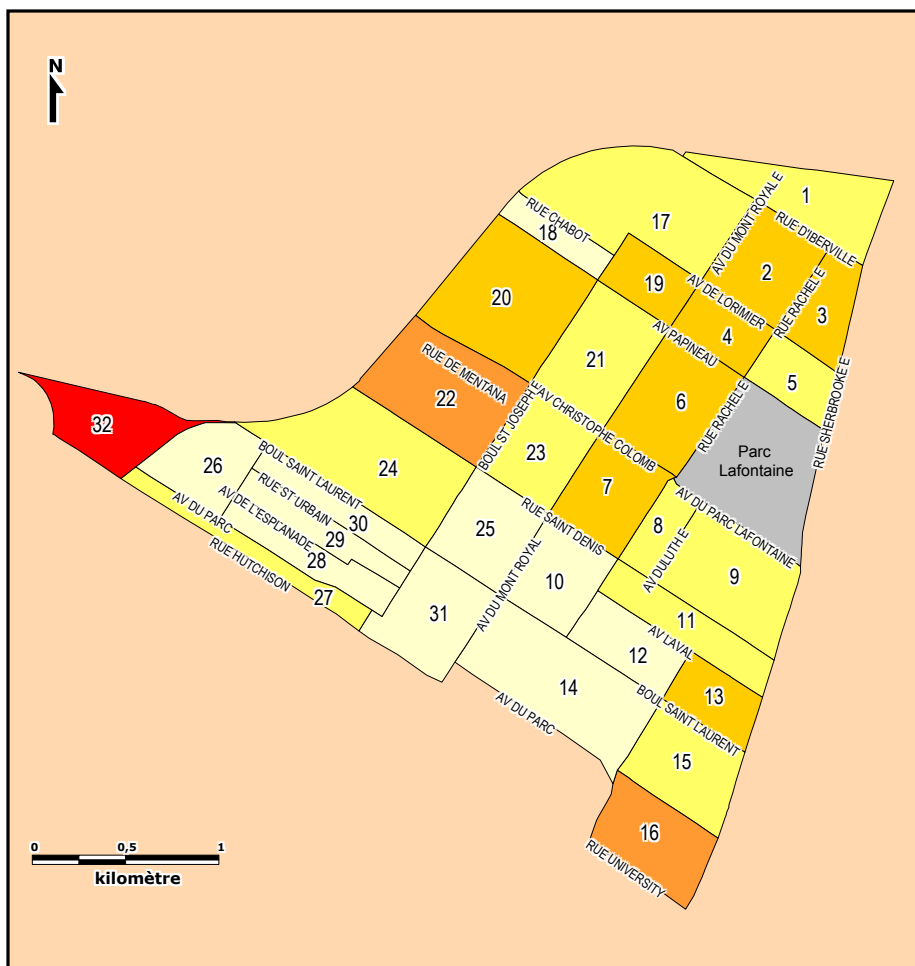 N
1
RUE CHABOT
18
17
AV DU MONT ROYAL E
RUE D'IBERVILLE
2
RUE RACHEL E
3
19
AV DE LORIMIER
20
AV PAPINEAU
4
21
5
RUE DE MENTANA
22
BOUL ST JOSEPH E
AV CHRISTOPHE COLOMB
6
RUE RACHEL E
RUE SHERBROOKE E
32
Parc
Lafontaine
26
BOUL SAINT LAURENT
24
23
7
RUE ST URBAIN
AV DE L'ESPLANADE
30
29
28
AV DU PARC
RUE HUTCHISON
27
25
RUE SAINT DENIS
8
AV DU PARC LAFONTAINE
AV DULUTH E
9
10
AV DU MONT ROYAL
31
11
AV LAVAL
12
14
13
BOUL SAINT LAURENT
AV DU PARC
15
16
RUE UNIVERSITY
0 0,5 1
kilomètre